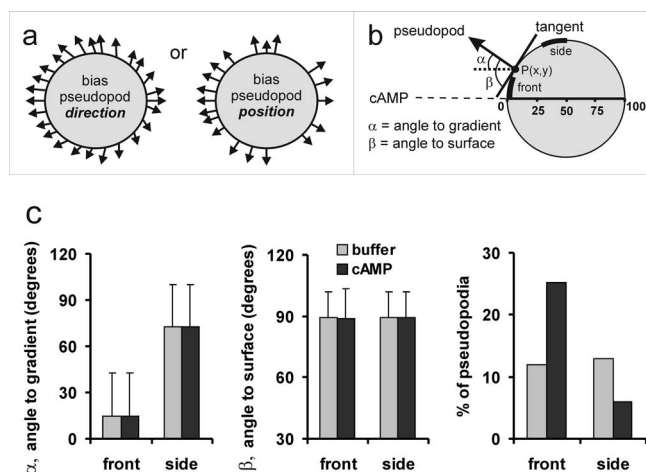 a
bias
pseudopod
direction
or
bias
pseudopod
position
b
pseudopod
tangent
side
α
P(x,y)
β
front
cAMP
0 25 50 75 100
α = angle to gradient
β = angle to surface
c
α, angle to gradient (degrees)
120
90
60
30
0
front side
β, angle to surface (degrees)
120
90
60
30
front side
buffer
cAMP
% of pseudopodia
30
20
10
0
front side